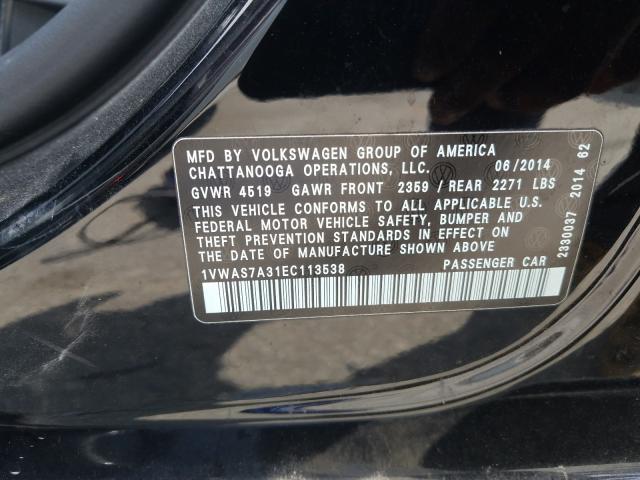 MFD BY VOLKSWAGEN GROUP OF AMERICA
CHATTANOOGA OPERATIONS, LLC. 06/2014
GVWR 4519 GAWR FRONT 2359 / REAR 2271 LBS
THIS VEHICLE CONFORMS TO ALL APPLICABLE U.S.
FEDERAL MOTOR VEHICLE SAFETY, BUMPER AND
THEFT PREVENTION STANDARDS IN EFFECT ON
THE DATE OF MANUFACTURE SHOWN ABOVE
1VWAS7A31EC113538 PASSENGER CAR
2330037 2014 62